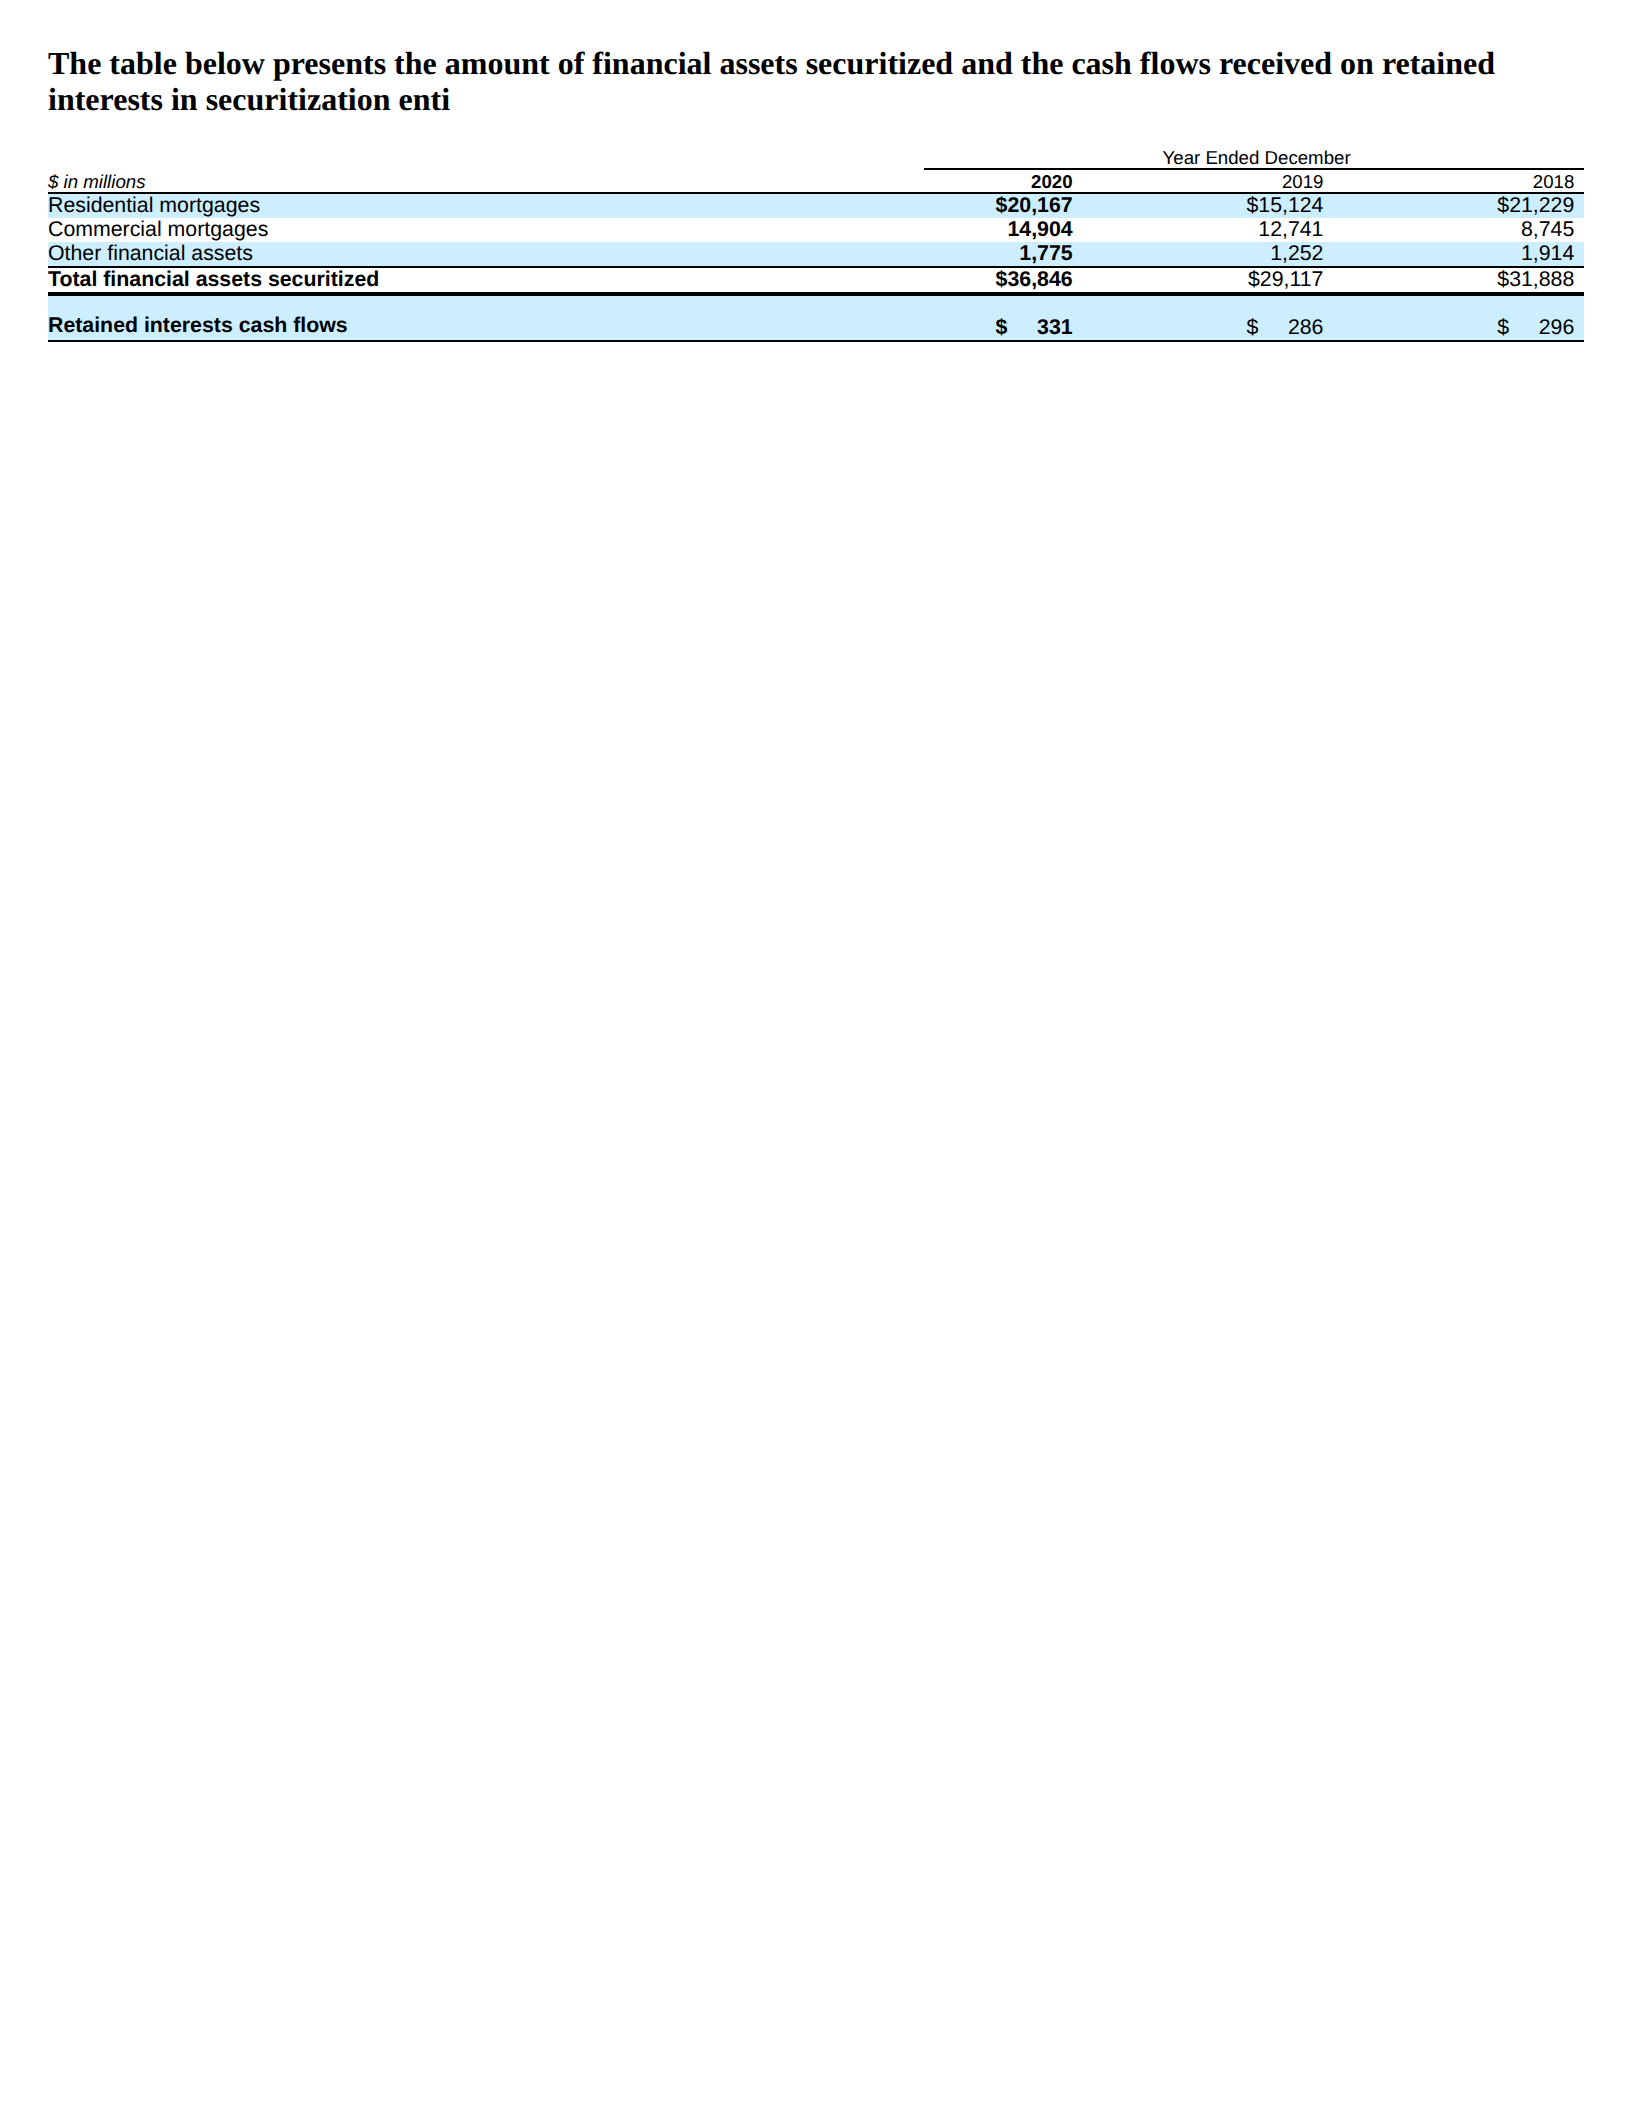 The table below presents the amount of financial assets securitized and the cash flows received on retained
interests in securitization enti
Year Ended December
$ in millions 2020 2019 2018
Residential mortgages $20,167 $15,124 $21,229
Commercial mortgages 14,904 12,741 8,745
Other financial assets 1,775 1,252 1,914
Total financial assets securitized $36,846 $29,117 $31,888
Retained interests cash flows $ 331 $ 286 $ 296